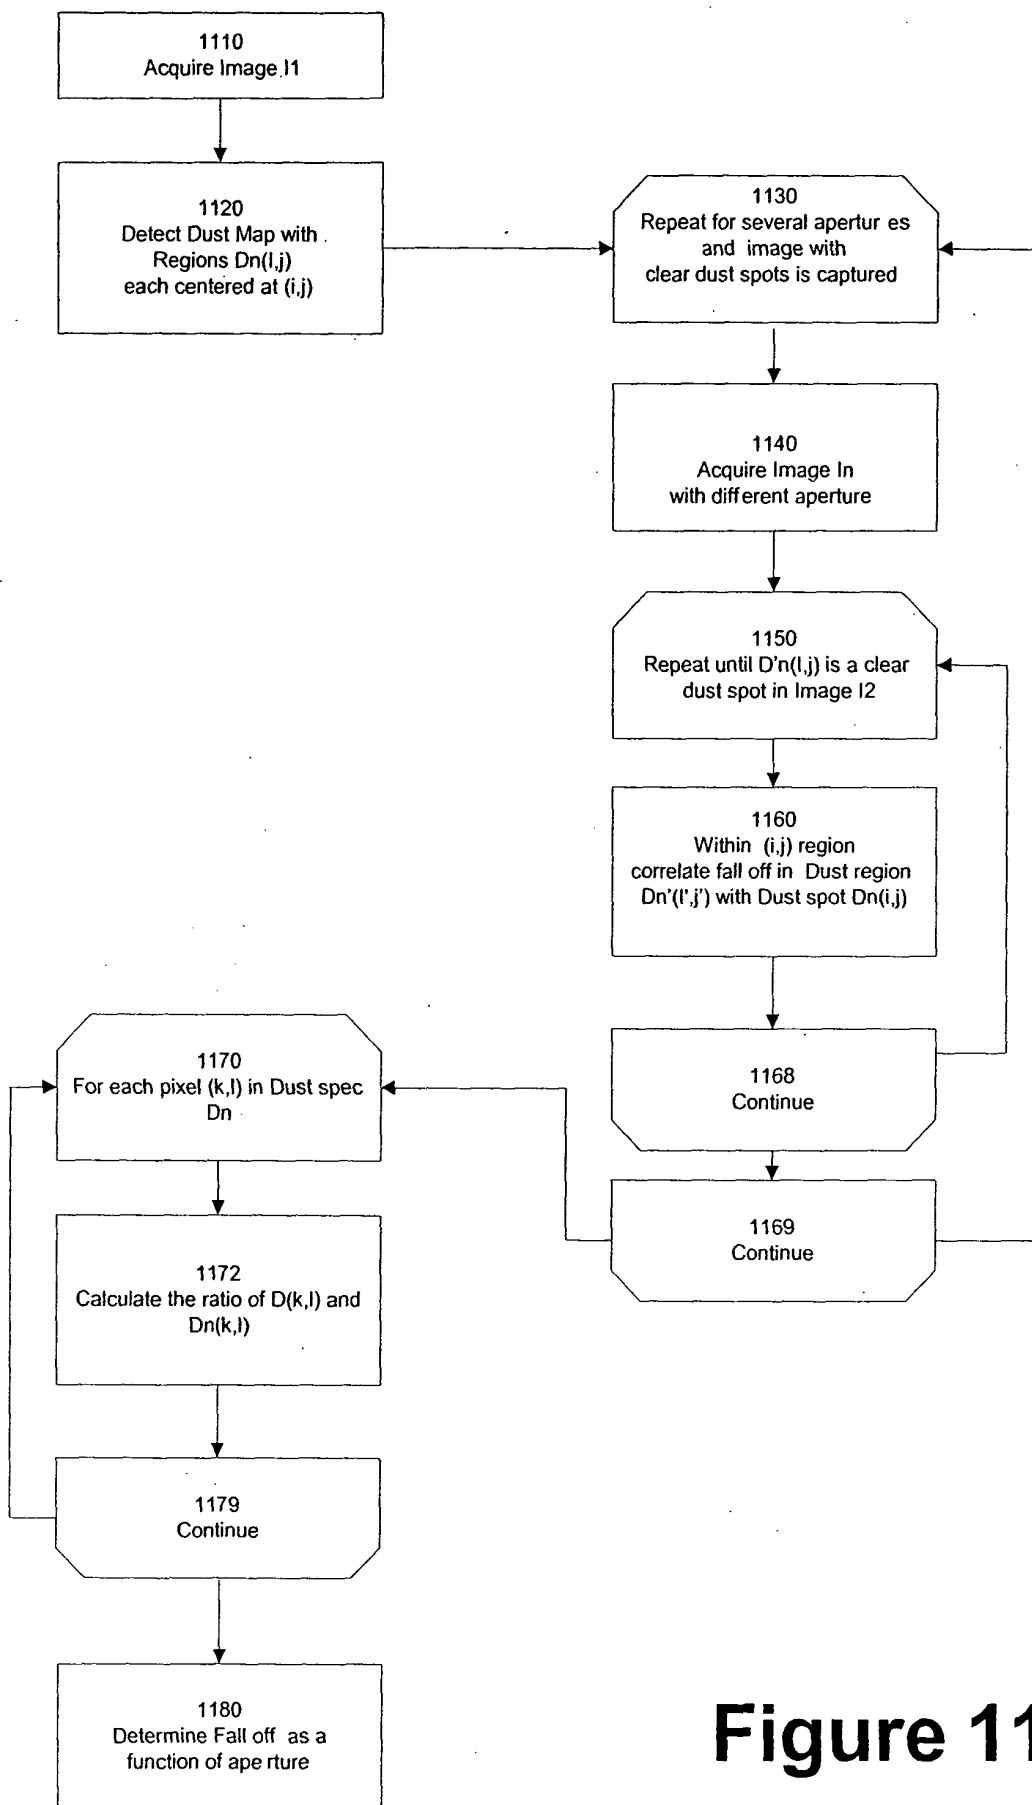 1110
Acquire Image I1
1120
Detect Dust Map with
Regions Dn(I,j)
each centered at (i,j)
1130
Repeat for several apertur es
and image with
clear dust spots is captured
1140
Acquire Image In
with different aperture
1150
Repeat until D'n(I,j) is a clear
dust spot in Image I2
1160
Within (i,j) region
correlate fall off in Dust region
Dn'(I',j') with Dust spot Dn(i,j)
1168
Continue
1169
Continue
1170
For each pixel (k,l) in Dust spec
Dn
1172
Calculate the ratio of D(k,l) and
Dn(k,l)
1179
Continue
1180
Determine Fall off as a
function of ape rture
Figure 11